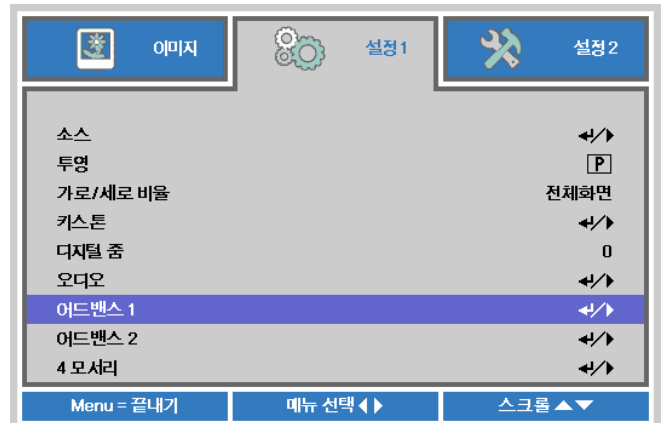 이미지 설정1 설정2
소스
투영 P
가로/세로 비율 전체화면
키스톤
디지털 줌 0
오디오
어드밴스 1
어드밴스 2
4 모서리
Menu = 끝내기 메뉴 선택 스크롤